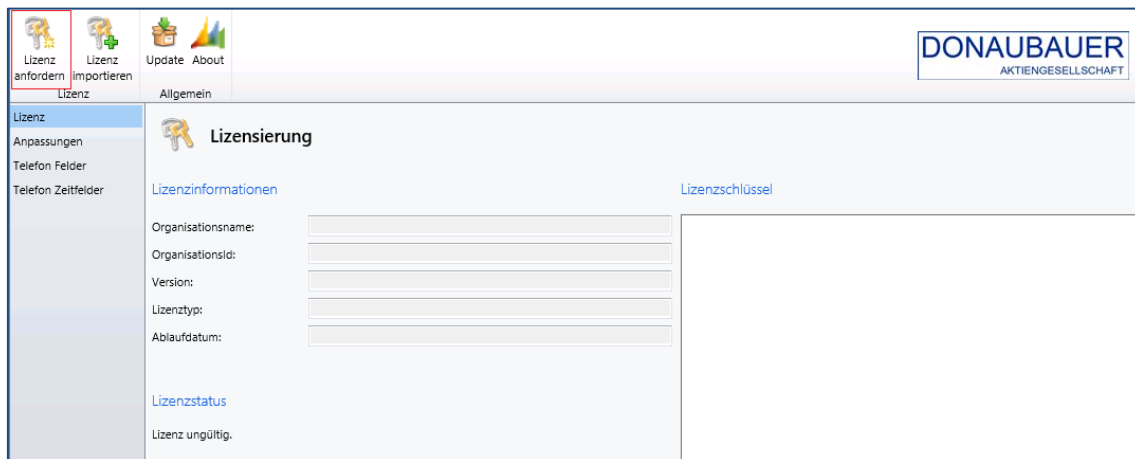 Lizenz anfordern
Lizenz importieren
Update
About
Lizenz
Allgemein
DONAUBAUER
AKTIENGESELLSCHAFT
Lizenz
Anpassungen
Telefon Felder
Telefon Zeitfelder
Lizensierung
Lizenzinformationen
Lizenzschlüssel
Organisationsname:
OrganisationsId:
Version:
Lizenztyp:
Ablaufdatum:
Lizenzstatus
Lizenz ungültig.